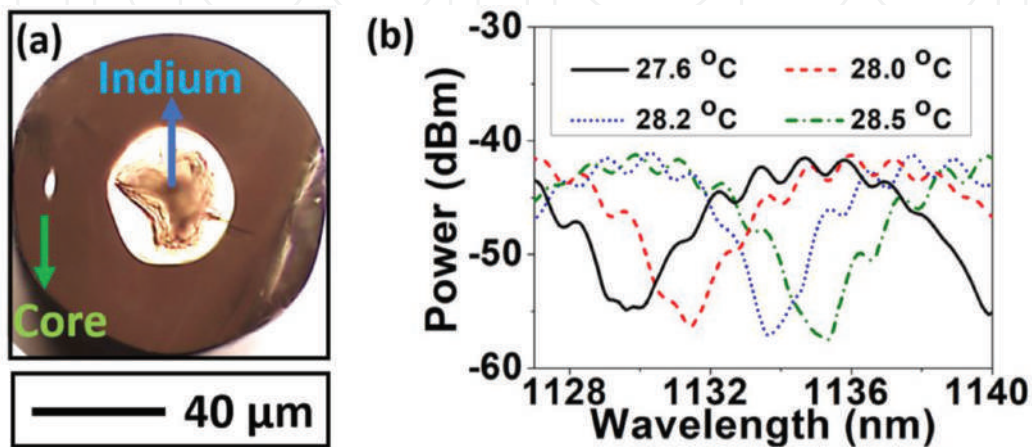 (a)
Indium
Core
40 μm
(b)
Power (dBm)
-30
-40
-50
-60
27.6 °C
28.0 °C
28.2 °C
28.5 °C
1128 1132 1136 1140
Wavelength (nm)